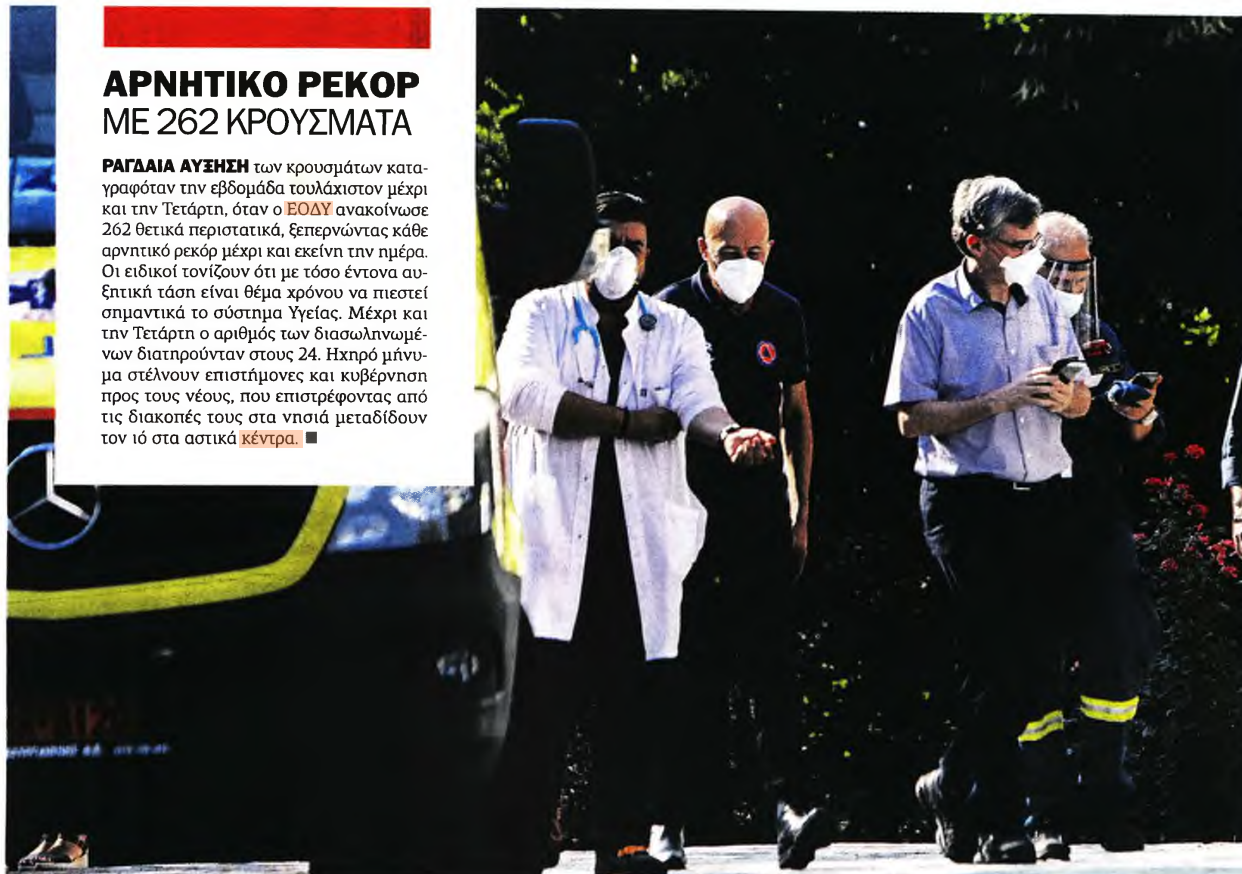 ΑΡΝΗΤΙΚΟ ΡΕΚΟΡ
ΜΕ 262 ΚΡΟΥΣΜΑΤΑ
ΡΑΓΔΑΙΑ ΑΥΞΗΣΗ των κρουσμάτων κατα-
γραφόταν την εβδομάδα τουλάχιστον μέχρι
και την Τετάρτη, όταν ο ΕΟΔΥ ανακοίνωσε
262 θετικά περιστατικά, ξεπερνώντας κάθε
αρνητικό ρεκόρ μέχρι και εκείνη την ημέρα.
Οι ειδικοί τονίζουν ότι με τόσο έντονα αυ-
ξητική τάση είναι θέμα χρόνου να πιεστεί
σημαντικά το σύστημα Υγείας. Μέχρι και
την Τετάρτη ο αριθμός των διασωληνωμέ-
νων διατηρούνταν στους 24. Ηχηρό μήνυ-
μα στέλνουν επιστήμονες και κυβέρνηση
προς τους νέους, που επιστρέφοντας από
τις διακοπές τους στα νησιά μεταδίδουν
τον ιό στα αστικά κέντρα. ■